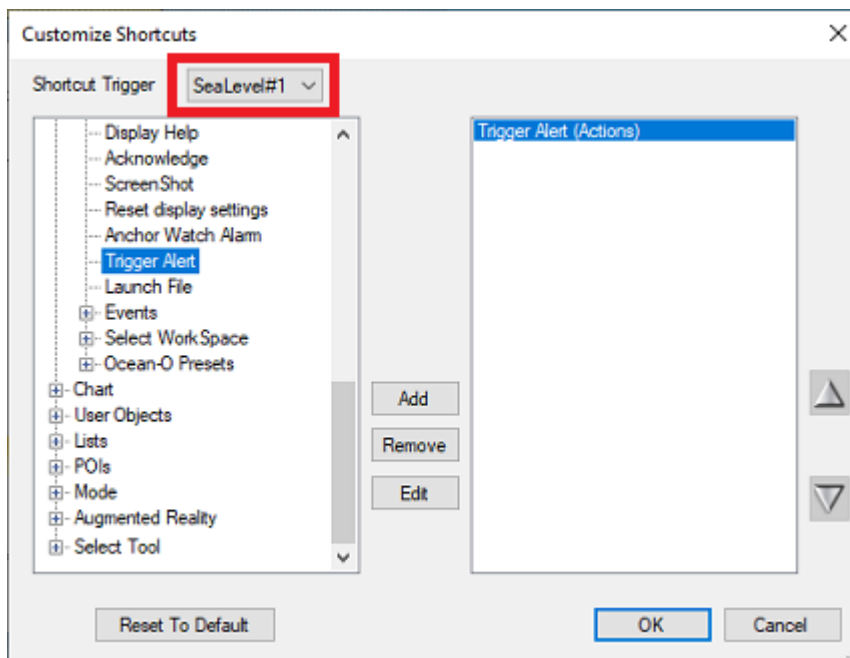 Customize Shortcuts
Shortcut Trigger SeaLevel#1
Display Help
Acknowledge
ScreenShot
Reset display settings
Anchor Watch Alarm
Trigger Alert
Launch File
Events
Select WorkSpace
Ocean-O Presets
Chart
User Objects
Lists
POIs
Mode
Augmented Reality
Select Tool
Add
Remove
Edit
Trigger Alert (Actions)
Reset To Default
OK
Cancel